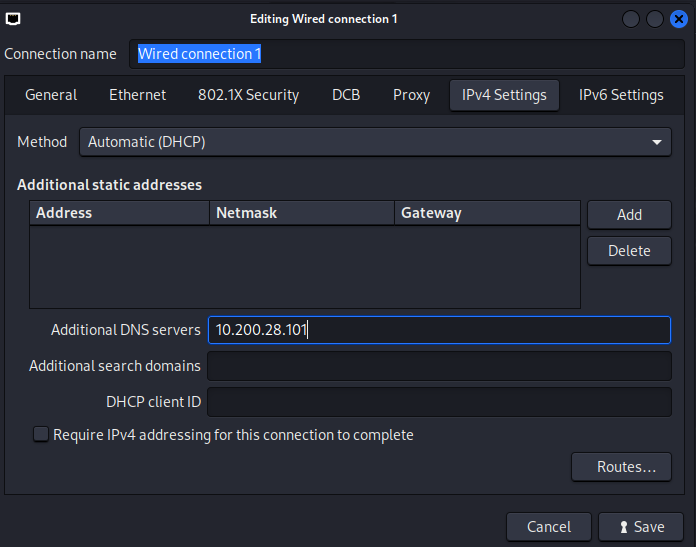 Editing Wired connection 1
Connection name Wired connection 1
General Ethernet 802.1X Security DCB Proxy IPv4 Settings IPv6 Settings
Method Automatic (DHCP)
Additional static addresses
Address Netmask Gateway Add
Delete
Additional DNS servers 10.200.28.101
Additional search domains
DHCP client ID
Require IPv4 addressing for this connection to complete
Routes…
Cancel Save